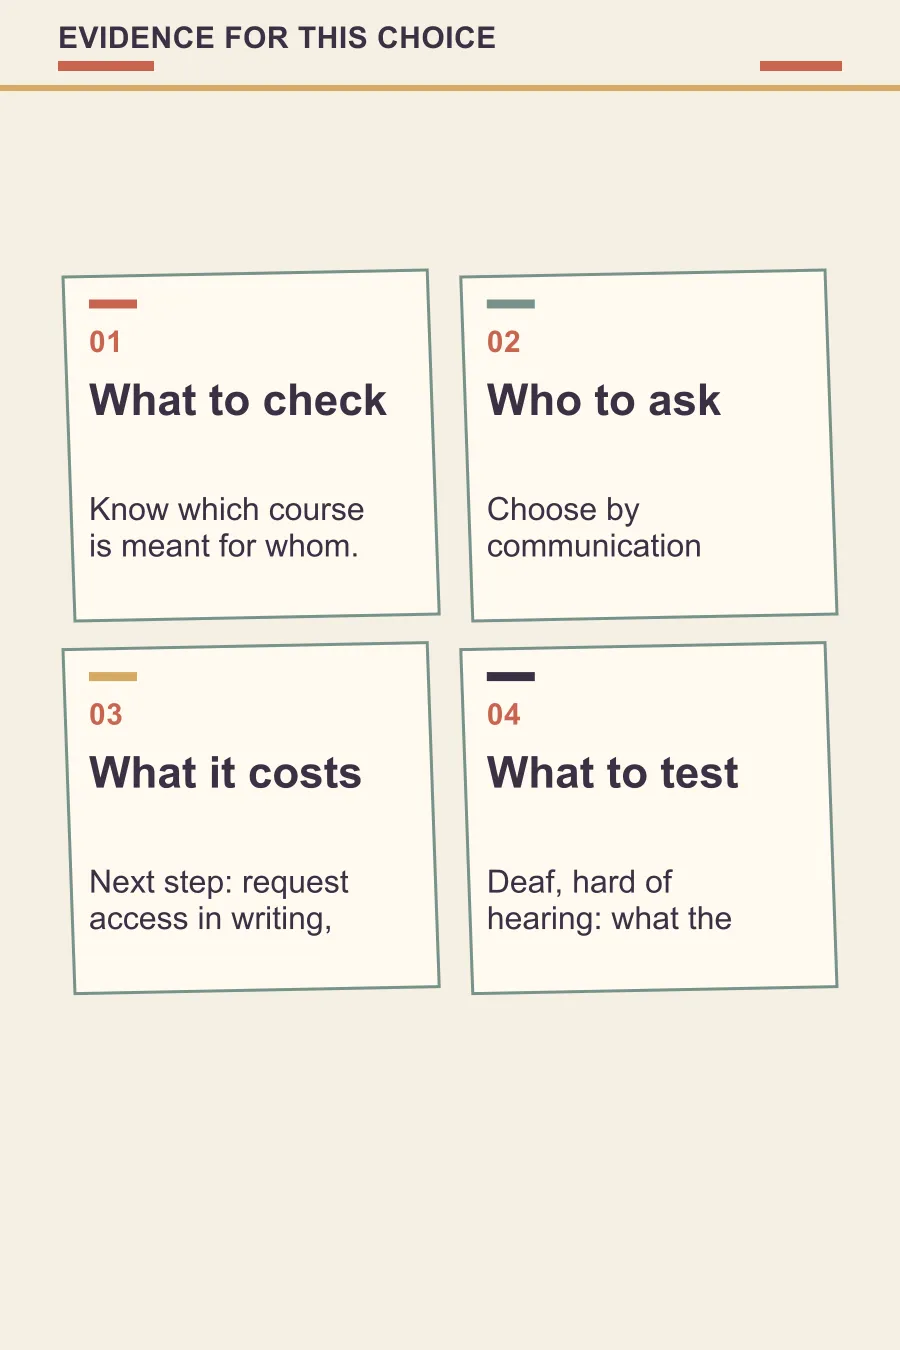 EVIDENCE FOR THIS CHOICE
01
What to check
Know which course
is meant for whom.
02
Who to ask
Choose by
communication
03
What it costs
Next step: request
access in writing,
04
What to test
Deaf, hard of
hearing: what the